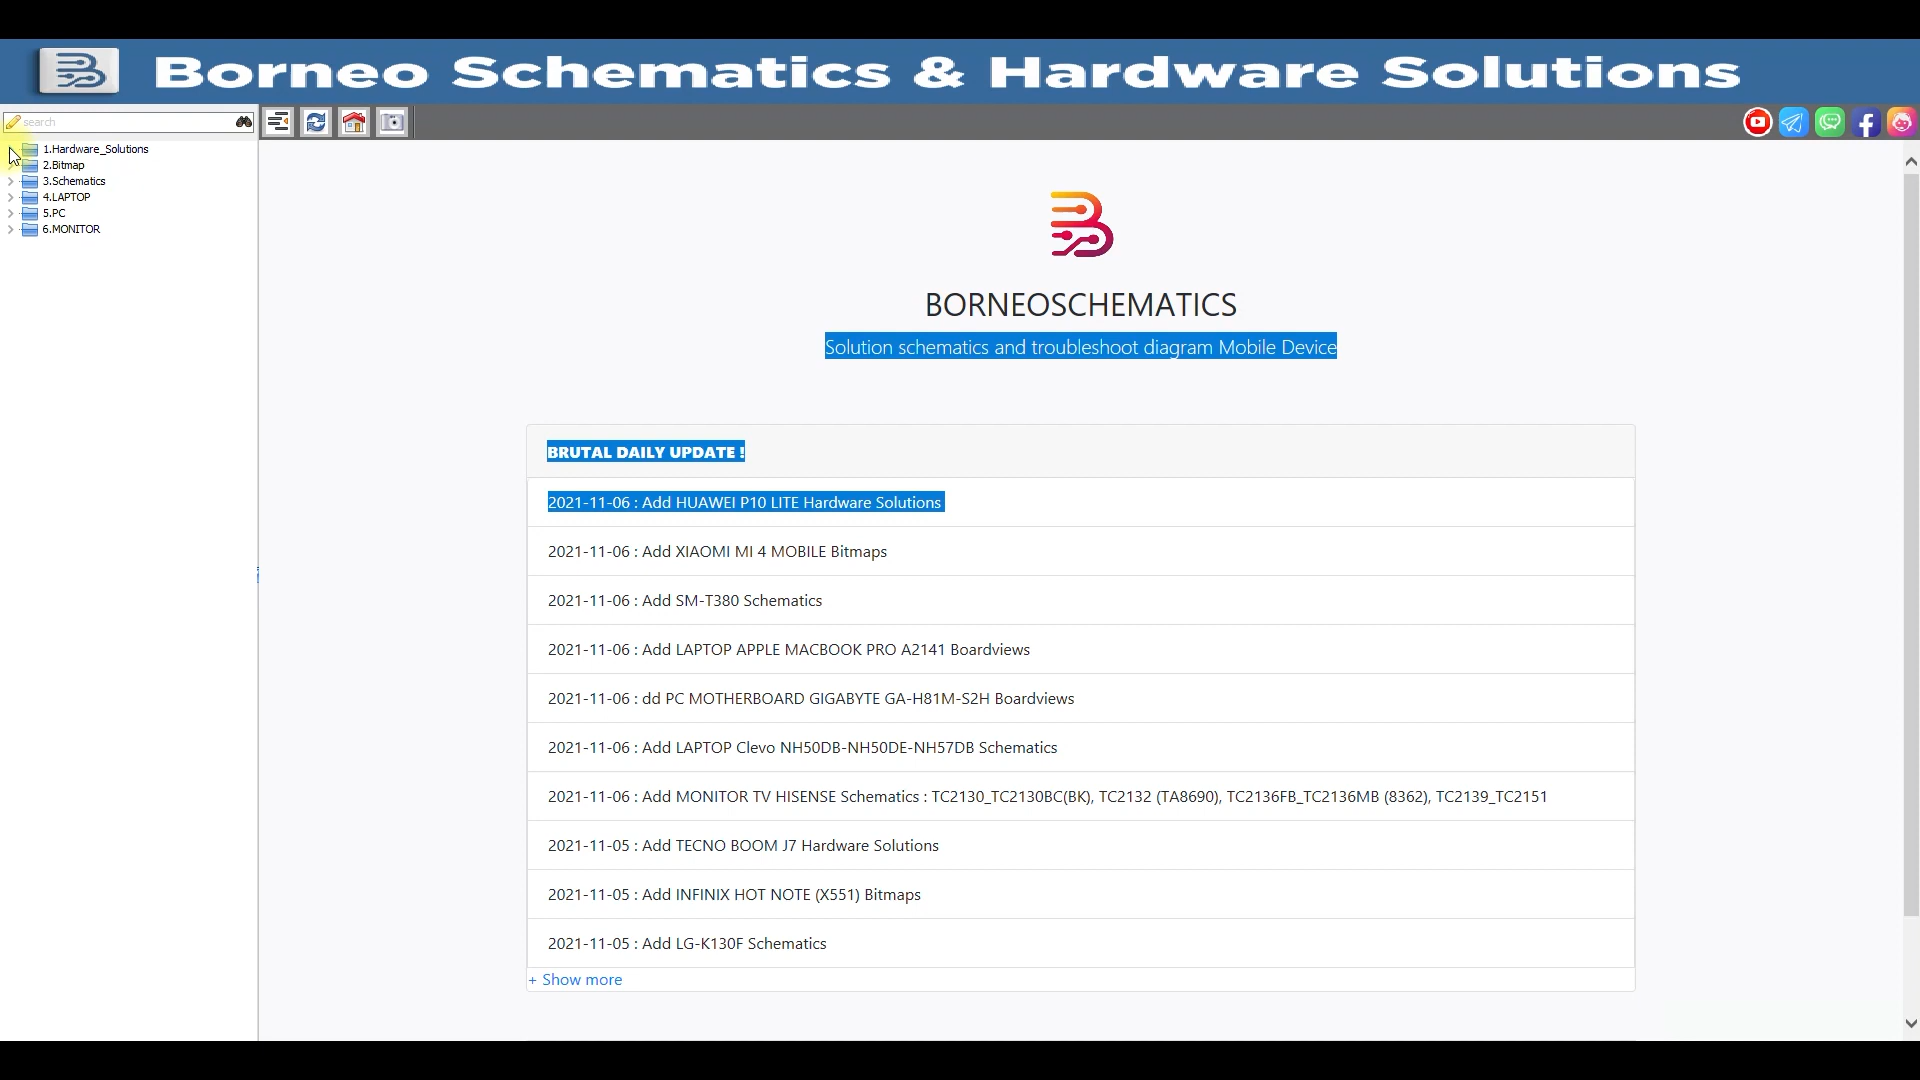 Borneo Schematics & Hardware Solutions
search
1.Hardware_Solutions
2.Bitmap
3.Schematics
4.LAPTOP
5.PC
6.MONITOR
BORNEOSCHEMATICS
Solution schematics and troubleshoot diagram Mobile Device
BRUTAL DAILY UPDATE !
2021-11-06 : Add HUAWEI P10 LITE Hardware Solutions
2021-11-06 : Add XIAOMI MI 4 MOBILE Bitmaps
2021-11-06 : Add SM-T380 Schematics
2021-11-06 : Add LAPTOP APPLE MACBOOK PRO A2141 Boardviews
2021-11-06 : dd PC MOTHERBOARD GIGABYTE GA-H81M-S2H Boardviews
2021-11-06 : Add LAPTOP Clevo NH50DB-NH50DE-NH57DB Schematics
2021-11-06 : Add MONITOR TV HISENSE Schematics : TC2130_TC2130BC(BK), TC2132 (TA8690), TC2136FB_TC2136MB (8362), TC2139_TC2151
2021-11-05 : Add TECNO BOOM J7 Hardware Solutions
2021-11-05 : Add INFINIX HOT NOTE (X551) Bitmaps
2021-11-05 : Add LG-K130F Schematics
+ Show more